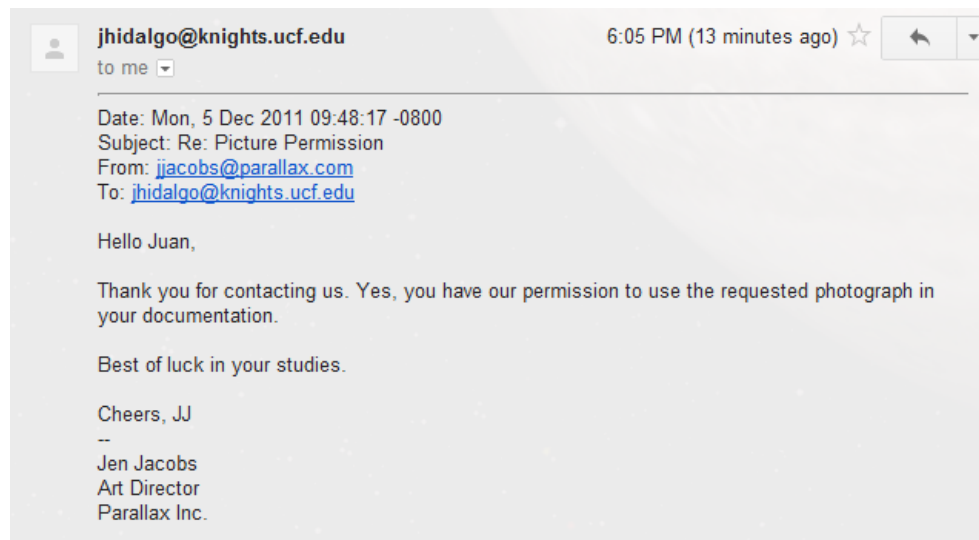 jhidalgo@knights.ucf.edu 6:05 PM (13 minutes ago)
to me
Date: Mon, 5 Dec 2011 09:48:17 -0800
Subject: Re: Picture Permission
From: jjacobs@parallax.com
To: jhidalgo@knights.ucf.edu
Hello Juan,
Thank you for contacting us. Yes, you have our permission to use the requested photograph in
your documentation.
Best of luck in your studies.
Cheers, JJ
--
Jen Jacobs
Art Director
Parallax Inc.